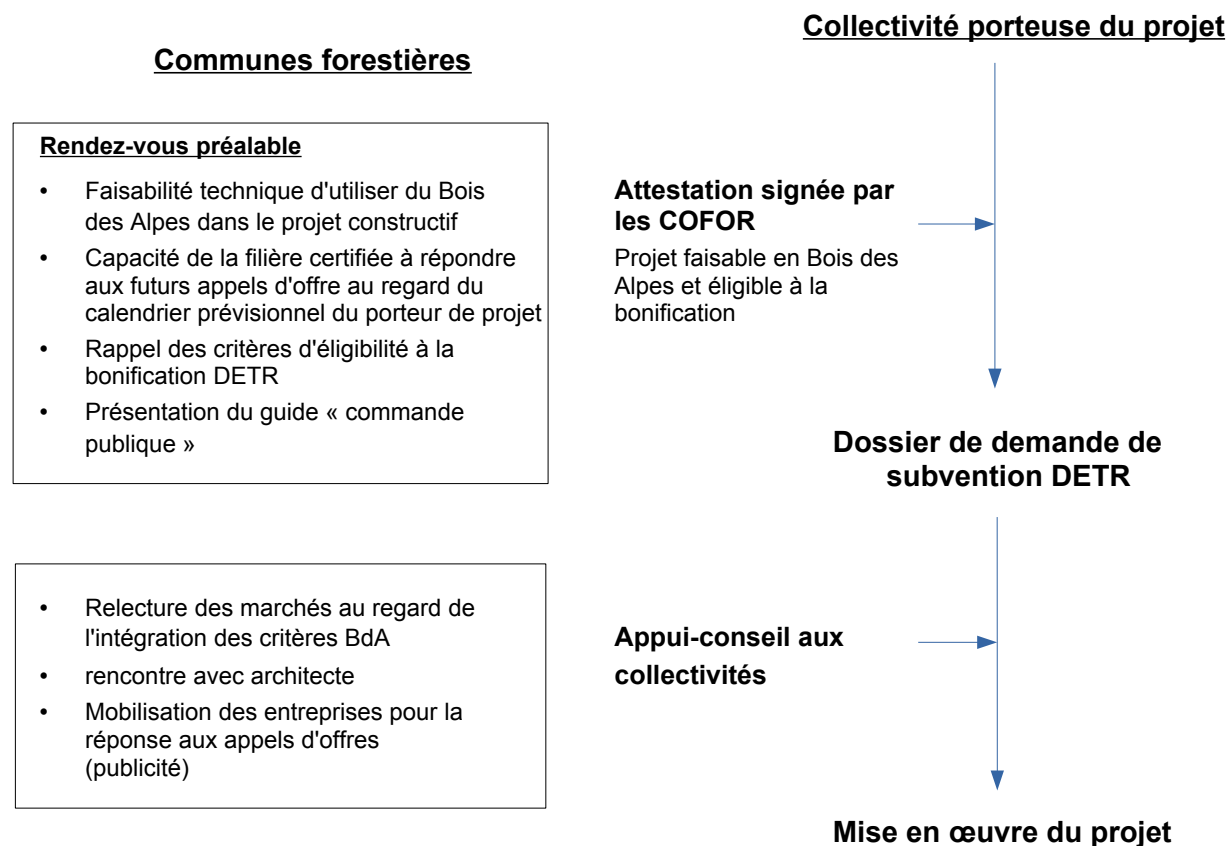 Collectivité porteuse du projet
Communes forestières
Rendez-vous préalable
• Faisabilité technique d'utiliser du Bois
des Alpes dans le projet constructif
• Capacité de la filière certifiée à répondre
aux futurs appels d'offre au regard du
calendrier prévisionnel du porteur de projet
• Rappel des critères d'éligibilité à la
bonification DETR
• Présentation du guide « commande
publique »
Attestation signée par
les COFOR
Projet faisable en Bois des
Alpes et éligible à la
bonification
Dossier de demande de
subvention DETR
• Relecture des marchés au regard de
l'intégration des critères BdA
• rencontre avec architecte
• Mobilisation des entreprises pour la
réponse aux appels d'offres
(publicité)
Appui-conseil aux
collectivités
Mise en œuvre du projet